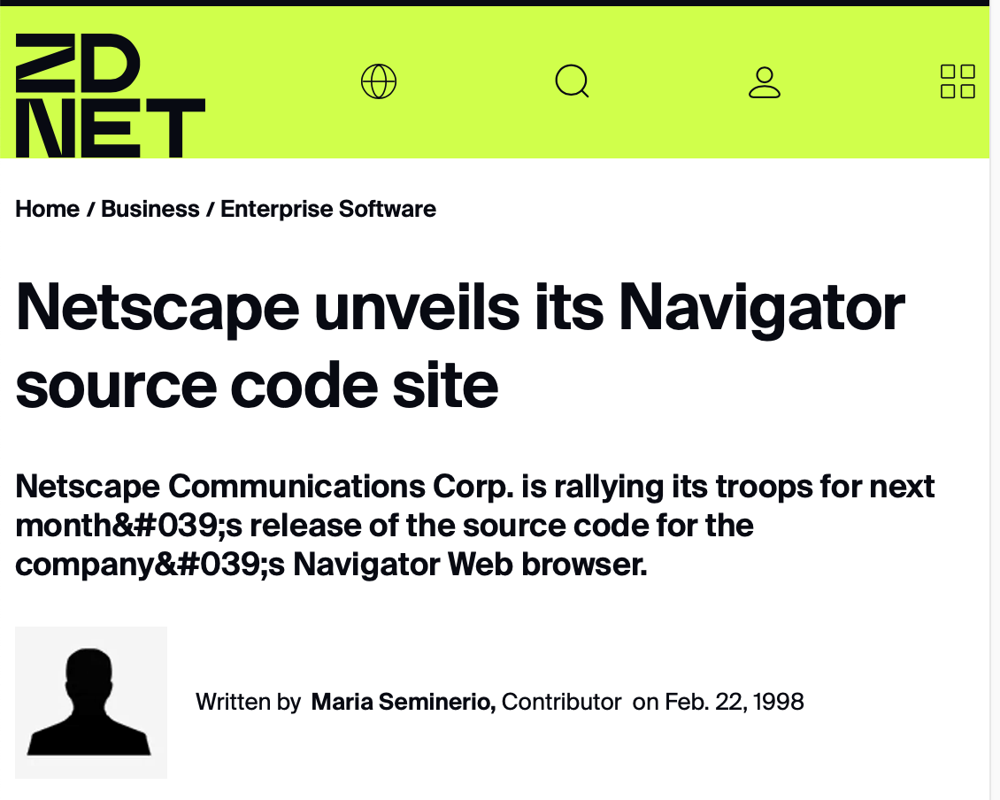 ZD
NET
Home / Business / Enterprise Software
Netscape unveils its Navigator
source code site
Netscape Communications Corp. is rallying its troops for next
month&#039;s release of the source code for the
company&#039;s Navigator Web browser.
Written by Maria Seminerio, Contributor on Feb. 22, 1998